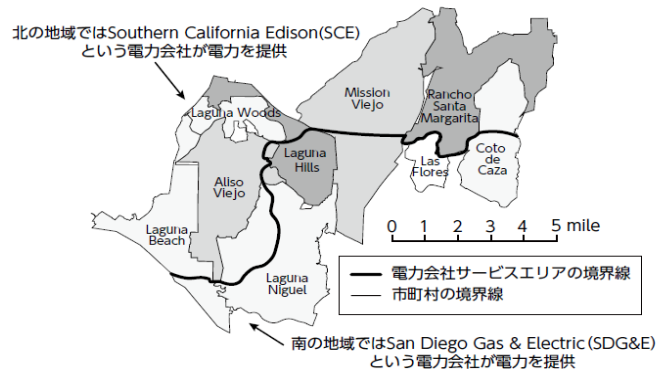 北の地域ではSouthern California Edison(SCE)
という電力会社が電力を提供
Mission
Viejo
Rancho
Santa
Margarita
Laguna Woods
Laguna
Hills
Las
Flores
Coto
de
Caza
Aliso
Viejo
Laguna
Beach
Laguna
Niguel
0 1 2 3 4 5 mile
電力会社サービスエリアの境界線
市町村の境界線
南の地域ではSan Diego Gas & Electric(SDG&E)
という電力会社が電力を提供